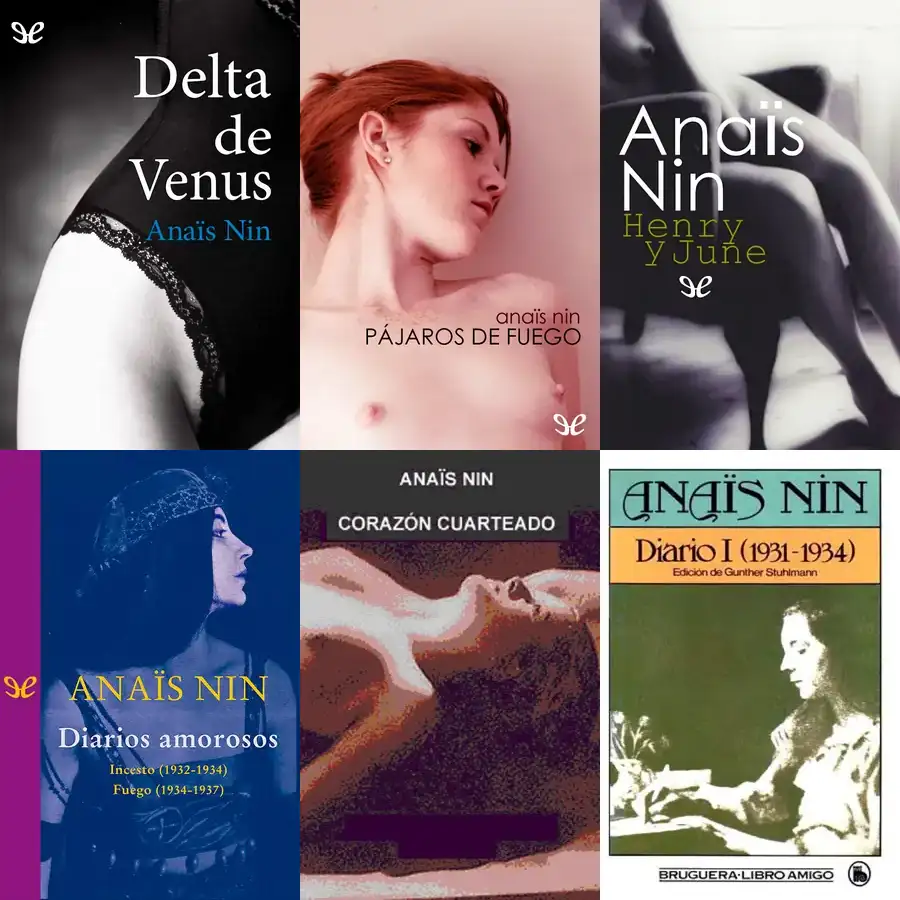 Delta
de
Venus
Anaïs Nin
anaïs nin
PÁJAROS DE FUEGO
Anaïs
Nin
Henry
y June
ANAÏS NIN
Diarios amorosos
Incesto (1932-1934)
Fuego (1934-1937)
ANAÏS NIN
CORAZÓN CUARTEADO
ANAÏS NIN
Diario I (1931-1934)
Edición de Gunther Stuhlmann
BRUGUERA·LIBRO AMIGO